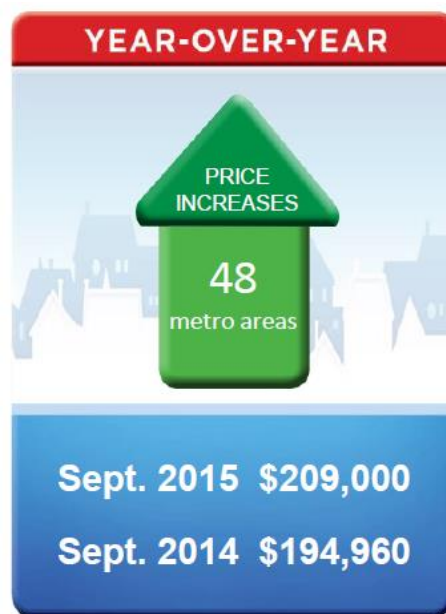 YEAR-OVER-YEAR
PRICE
INCREASES
48
metro areas
Sept. 2015 $209,000
Sept. 2014 $194,960